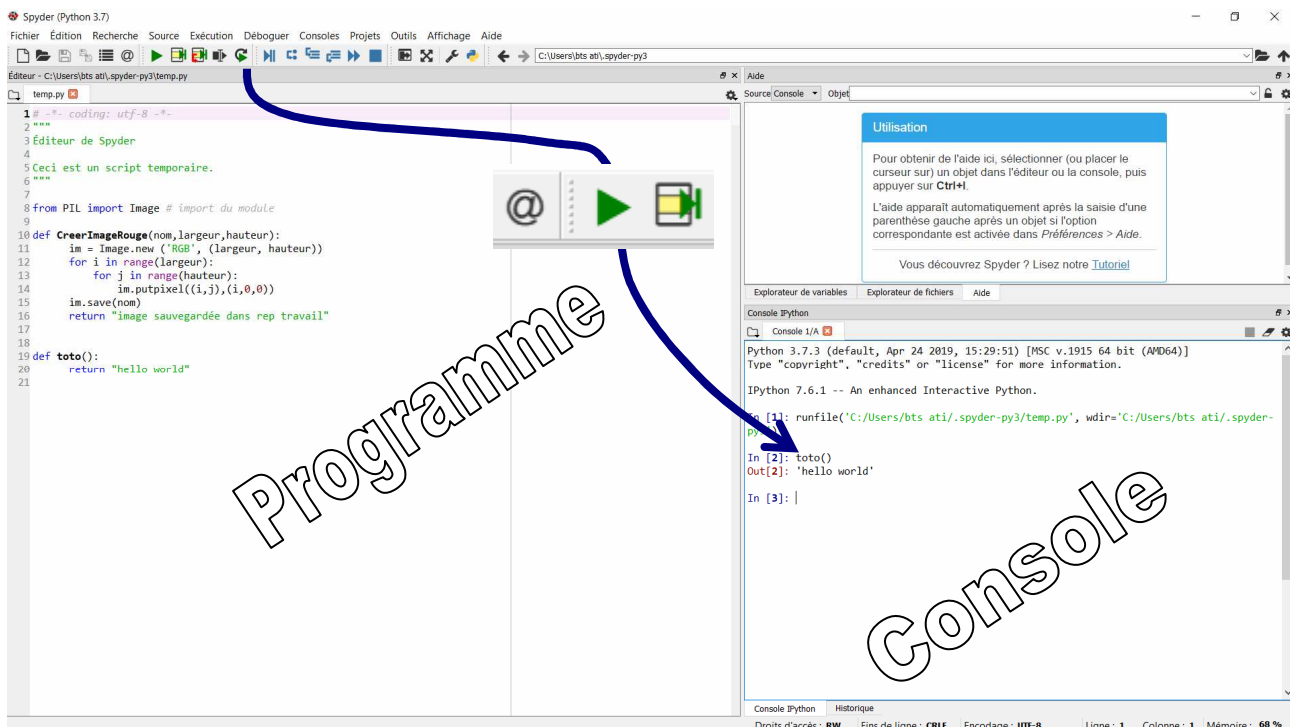 Spyder (Python 3.7)
Fichier Édition Recherche Source Exécution Déboguer Consoles Projets Outils Affichage Aide
C:\Users\bts ati\.spyder-py3
Éditeur - C:\Users\bts ati\.spyder-py3\temp.py
temp.py
1 # -*- coding: utf-8 -*-
2 """
3 Éditeur de Spyder
4
5 Ceci est un script temporaire.
6 """
7
8 from PIL import Image # import du module
9
10 def CreerImageRouge(nom,largeur,hauteur):
11 im = Image.new ('RGB', (largeur, hauteur))
12 for i in range(largeur):
13 for j in range(hauteur):
14 im.putpixel((i,j),(i,0,0))
15 im.save(nom)
16 return "image sauvegardée dans rep travail"
17
18
19 def toto():
20 return "hello world"
21
@
Programme
Aide
Source Console Objet
Utilisation
Pour obtenir de l'aide ici, sélectionner (ou placer le
curseur sur) un objet dans l'éditeur ou la console, puis
appuyer sur Ctrl+I.
L'aide apparaît automatiquement après la saisie d'une
parenthèse gauche après un objet si l'option
correspondante est activée dans Préférences > Aide.
Vous découvrez Spyder ? Lisez notre Tutoriel
Explorateur de variables Explorateur de fichiers Aide
Console IPython
Console 1/A
Python 3.7.3 (default, Apr 24 2019, 15:29:51) [MSC v.1915 64 bit (AMD64)]
Type "copyright", "credits" or "license" for more information.
IPython 7.6.1 -- An enhanced Interactive Python.
In [1]: runfile('C:/Users/bts ati/.spyder-py3/temp.py', wdir='C:/Users/bts ati/.spyder-
In [2]: toto()
Out[2]: 'hello world'
In [3]:
Console
Console IPython Historique
Droits d'accès : RW Fins de ligne : CRLF Encodage : UTF-8 Ligne : 1 Colonne : 1 Mémoire : 68 %